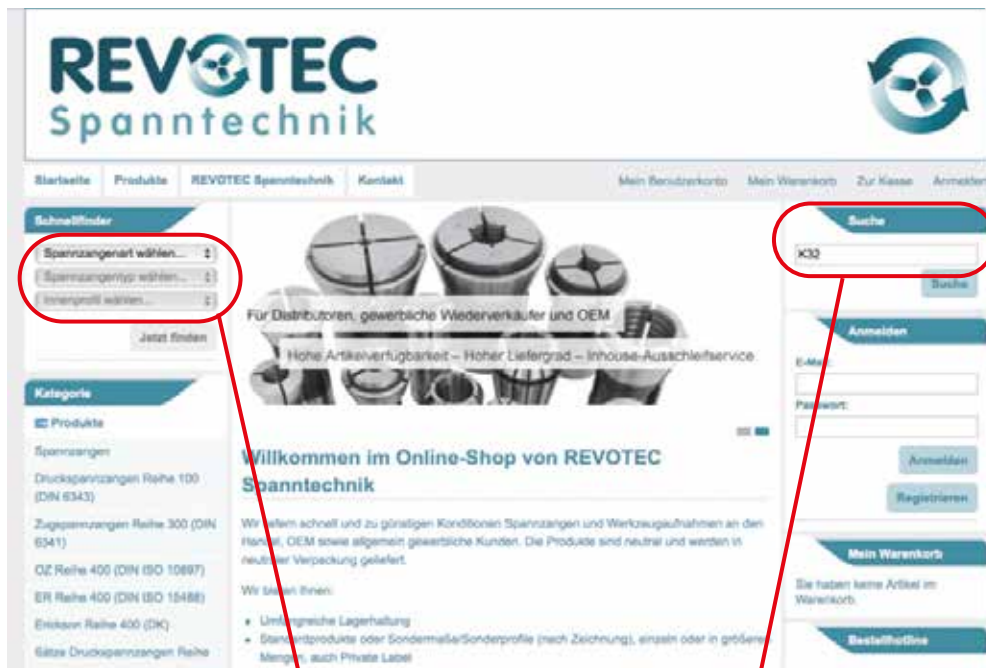 REVOTEC
Spanntechnik
Startseite Produkte REVOTEC Spanntechnik Kontakt
Mein Benutzerkonto Mein Warenkorb Zur Kasse Anmelden
Schnellfinder
Spannzangenart wählen...
Spannzangentyp wählen...
Innenprofil wählen...
Jetzt finden
Kategorie
Produkte
Spannzangen
Druckspannzangen Reihe 100
(DIN 6343)
Zugspannzangen Reihe 300 (DIN
6341)
OZ Reihe 400 (DIN ISO 10897)
ER Reihe 400 (DIN ISO 15488)
Erickson Reihe 400 (DK)
Sätze Druckspannzangen Reihe
Für Distributoren, gewerbliche Wiederverkäufer und OEM
Hohe Artikelverfügbarkeit – Hoher Liefergrad – Inhouse-Ausschleifservice
Willkommen im Online-Shop von REVOTEC
Spanntechnik
Wir liefern schnell und zu günstigen Konditionen Spannzangen und Werkzeugaufnahmen an den
Handel, OEM sowie allgemein gewerbliche Kunden. Die Produkte sind neutral und werden in
neutraler Verpackung geliefert.
Wir bieten Ihnen:
Umfangreiche Lagerhaltung
Standardprodukte oder Sondermaße/Sonderprofile (nach Zeichnung), einzeln oder in größeren
Mengen, auch Private Label
Suche
K32
Suche
Anmelden
E-Mail:
Passwort:
Anmelden
Registrieren
Mein Warenkorb
Sie haben keine Artikel im
Warenkorb.
Bestellhotline